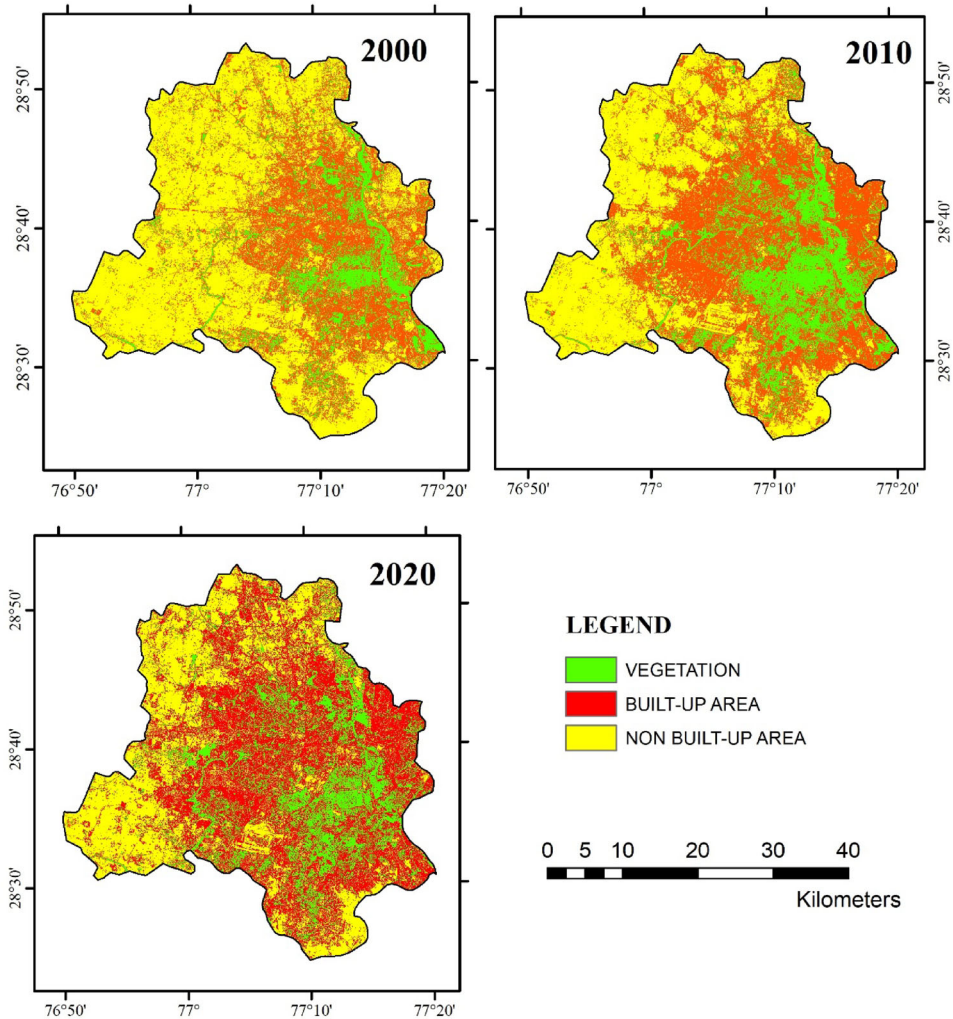 2000
28°50'
28°40'
28°30'
76°50' 77° 77°10' 77°20'
2010
28°50'
28°40'
28°30'
76°50' 77° 77°10' 77°20'
2020
28°50'
28°40'
28°30'
76°50' 77° 77°10' 77°20'
LEGEND
VEGETATION
BUILT-UP AREA
NON BUILT-UP AREA
0 5 10 20 30 40
Kilometers